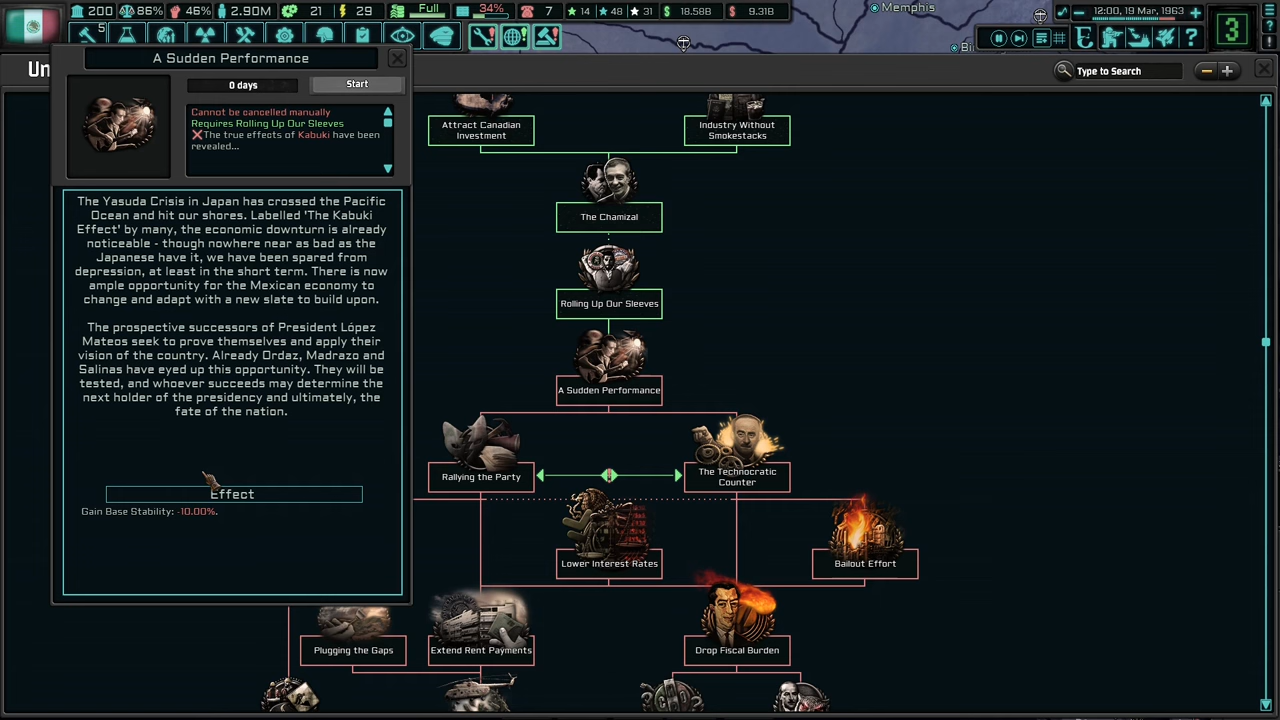 200 86% 46% 2.90M 21 29 Full 34% 7 14 48 31 18.58B 9.31B
Memphis
12:00, 19 Mar, 1963
3
5
Bi
Un
A Sudden Performance
Type to Search
0 days
Start
Cannot be cancelled manually
Requires Rolling Up Our Sleeves
The true effects of Kabuki have been
revealed...
The Yasuda Crisis in Japan has crossed the Pacific
Ocean and hit our shores. Labelled 'The Kabuki
Effect' by many, the economic downturn is already
noticeable - though nowhere near as bad as the
Japanese have it, we have been spared from
depression, at least in the short term. There is now
ample opportunity for the Mexican economy to
change and adapt with a new slate to build upon.
The prospective successors of President López
Mateos seek to prove themselves and apply their
vision of the country. Already Ordaz, Madrazo and
Salinas have eyed up this opportunity. They will be
tested, and whoever succeeds may determine the
next holder of the presidency and ultimately, the
fate of the nation.
Effect
Gain Base Stability: -10.00%.
Attract Canadian
Investment
Industry Without
Smokestacks
The Chamizal
Rolling Up Our Sleeves
A Sudden Performance
Rallying the Party
The Technocratic
Counter
Lower Interest Rates
Bailout Effort
Plugging the Gaps
Extend Rent Payments
Drop Fiscal Burden